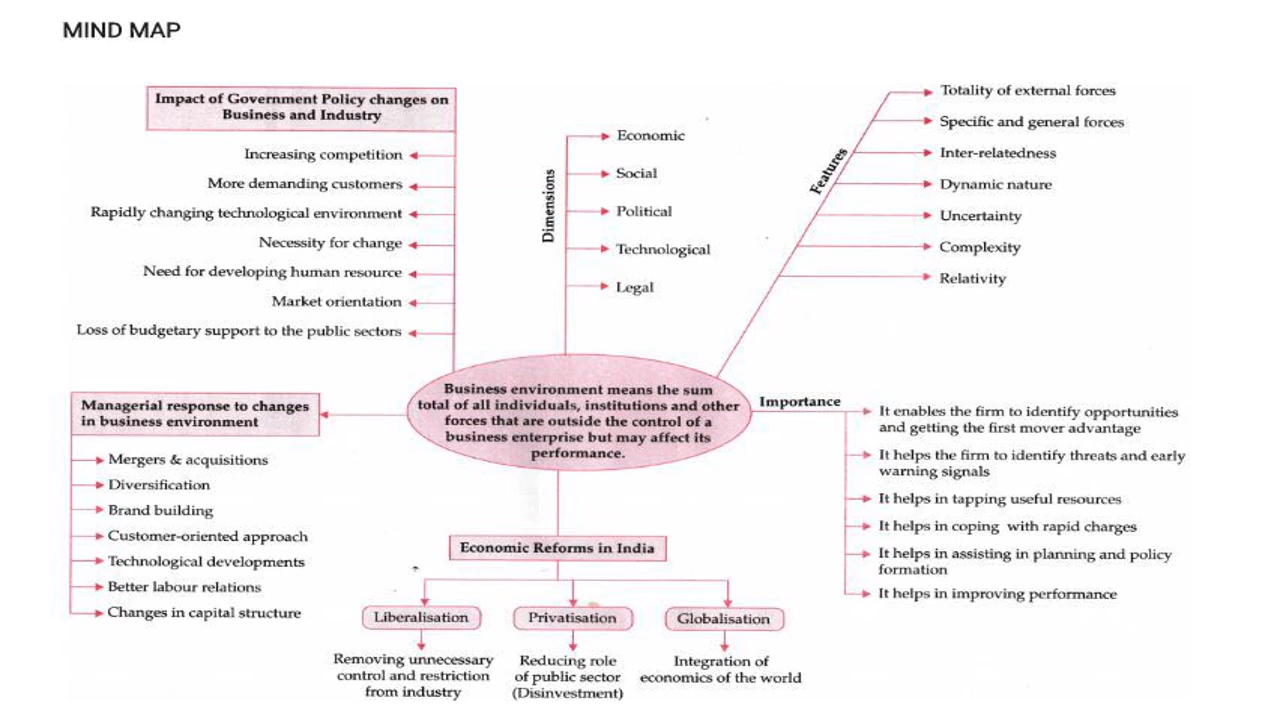 MIND MAP
Impact of Government Policy changes on
Business and Industry
Increasing competition
More demanding customers
Rapidly changing technological environment
Necessity for change
Need for developing human resource
Market orientation
Loss of budgetary support to the public sectors
Dimensions
Economic
Social
Political
Technological
Legal
Features
Totality of external forces
Specific and general forces
Inter-relatedness
Dynamic nature
Uncertainty
Complexity
Relativity
Business environment means the sum
total of all individuals, institutions and other
forces that are outside the control of a
business enterprise but may affect its
performance.
Managerial response to changes
in business environment
Mergers & acquisitions
Diversification
Brand building
Customer-oriented approach
Technological developments
Better labour relations
Changes in capital structure
Importance
It enables the firm to identify opportunities
and getting the first mover advantage
It helps the firm to identify threats and early
warning signals
It helps in tapping useful resources
It helps in coping with rapid charges
It helps in assisting in planning and policy
formation
It helps in improving performance
Economic Reforms in India
Liberalisation
Removing unnecessary
control and restriction
from industry
Privatisation
Reducing role
of public sector
(Disinvestment)
Globalisation
Integration of
economics of the world